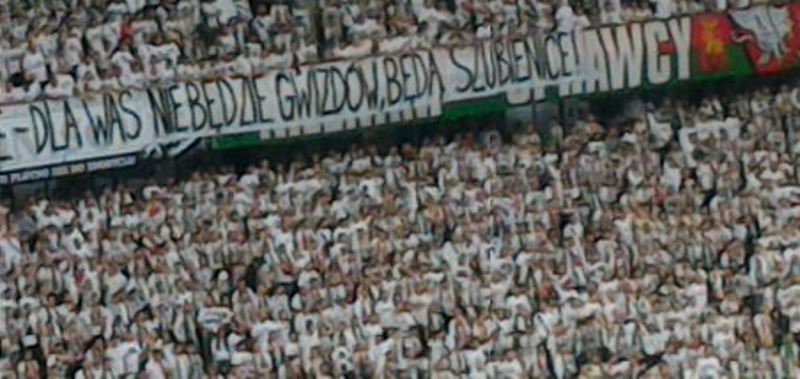 E-DLA WAS NIE BĘDZIE GWIZDÓW, BĘDĄ SZUBIENICE!
AWCY